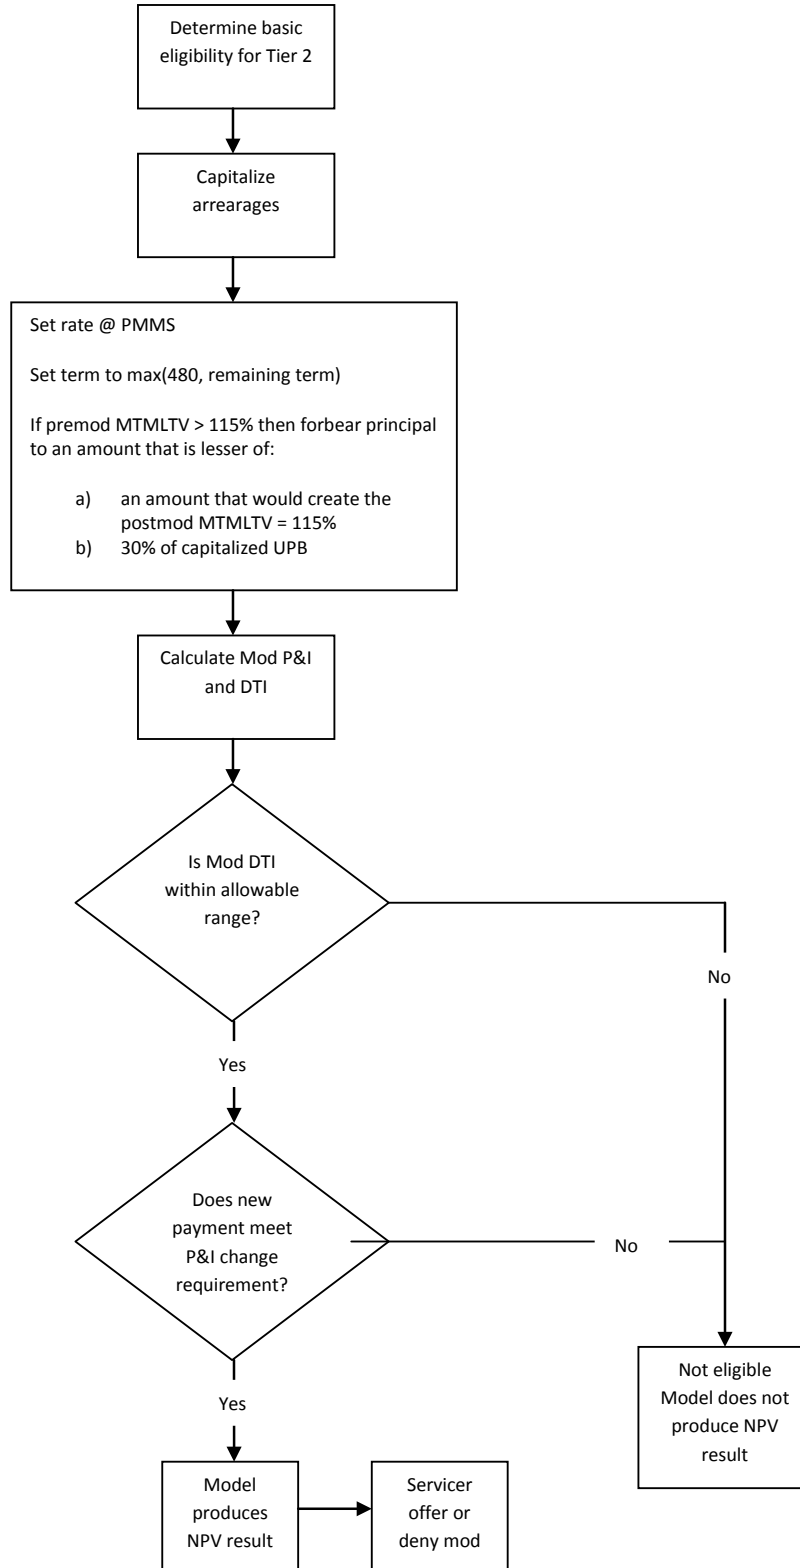 Determine basic
eligibility for Tier 2
Capitalize
arrearages
Set rate @ PMMS
Set term to max(480, remaining term)
If premod MTMLTV > 115% then forbear principal
to an amount that is lesser of:
a) an amount that would create the
postmod MTMLTV = 115%
b) 30% of capitalized UPB
Calculate Mod P&I
and DTI
Is Mod DTI
within allowable
range?
No
Yes
Does new
payment meet
P&I change
requirement?
No
Yes
Not eligible
Model does not
produce NPV
result
Model
produces
NPV result
Servicer
offer or
deny mod